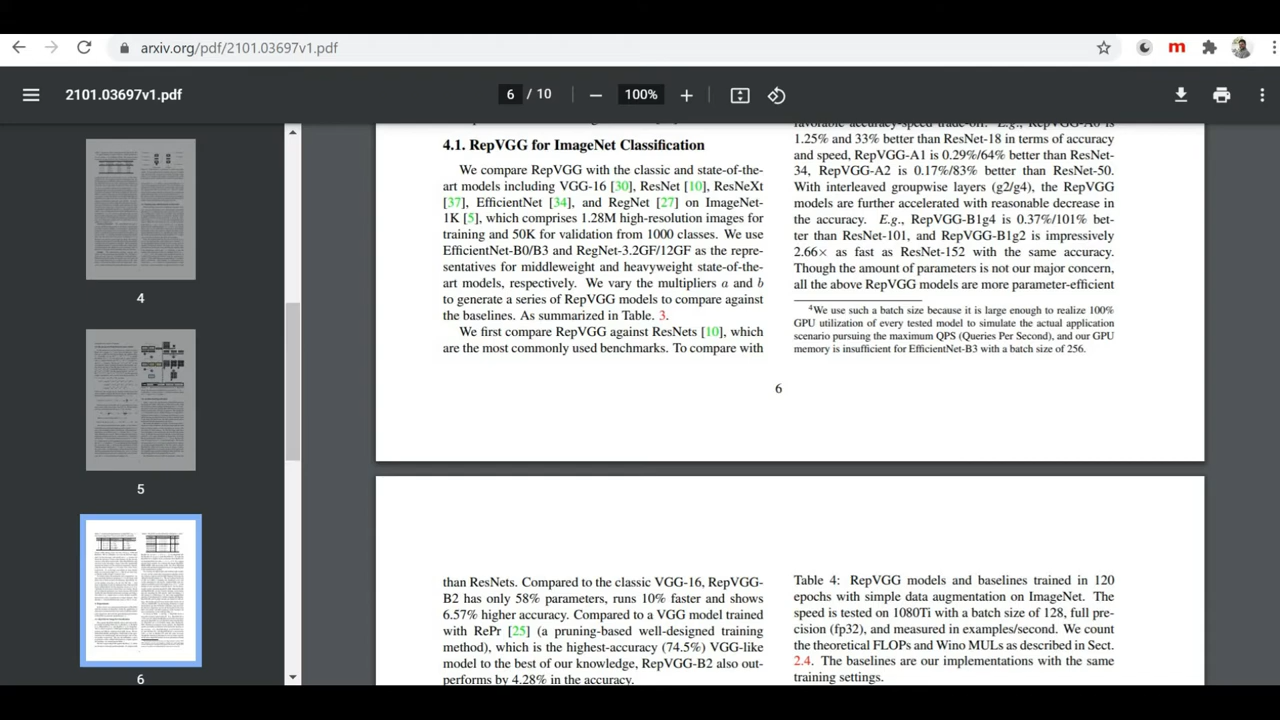 arxiv.org/pdf/2101.03697v1.pdf
m
2101.03697v1.pdf
6 / 10
100%
4
5
6
4.1. RepVGG for ImageNet Classification
We compare RepVGG with the classic and state-of-the-
art models including VGG-16 [30], ResNet [10], ResNeXt
[37], EfficientNet [34], and RegNet [27] on ImageNet-
1K [5], which comprises 1.28M high-resolution images for
training and 50K for validation from 1000 classes. We use
EfficientNet-B0/B3 and RegNet-3.2GF/12GF as the repre-
sentatives for middleweight and heavyweight state-of-the-
art models, respectively. We vary the multipliers a and b
to generate a series of RepVGG models to compare against
the baselines. As summarized in Table. 3.
We first compare RepVGG against ResNets [10], which
are the most commonly used benchmarks. To compare with
favorable accuracy-speed trade-off. E.g., RepVGG-A0 is
1.25% and 33% better than ResNet-18 in terms of accuracy
and speed, RepVGG-A1 is 0.29%/64% better than ResNet-
34, RepVGG-A2 is 0.17%/83% better than ResNet-50.
With interleaved groupwise layers (g2/g4), the RepVGG
models are further accelerated with reasonable decrease in
the accuracy. E.g., RepVGG-B1g4 is 0.37%/101% bet-
ter than ResNet-101, and RepVGG-B1g2 is impressively
2.66× as fast as ResNet-152 with the same accuracy.
Though the amount of parameters is not our major concern,
all the above RepVGG models are more parameter-efficient
4We use such a batch size because it is large enough to realize 100%
GPU utilization of every tested model to simulate the actual application
scenario pursuing the maximum QPS (Queries Per Second), and our GPU
memory is insufficient for EfficientNet-B3 with a batch size of 256.
6
than ResNets. Compared to the classic VGG-16, RepVGG-
B2 has only 58% parameters, runs 10% faster and shows
6.57% higher accuracy. Compared to a VGG model trained
with RePr [25] (a pruning-based well-designed training
method), which is the highest-accuracy (74.5%) VGG-like
model to the best of our knowledge, RepVGG-B2 also out-
performs by 4.28% in the accuracy.
Table 4: RepVGG models and baselines trained in 120
epochs with simple data augmentation on ImageNet. The
speed is tested on 1080Ti with a batch size of 128, full pre-
cision (fp32), and measured in examples/second. We count
the theoretical FLOPs and Wino MULs as described in Sect.
2.4. The baselines are our implementations with the same
training settings.